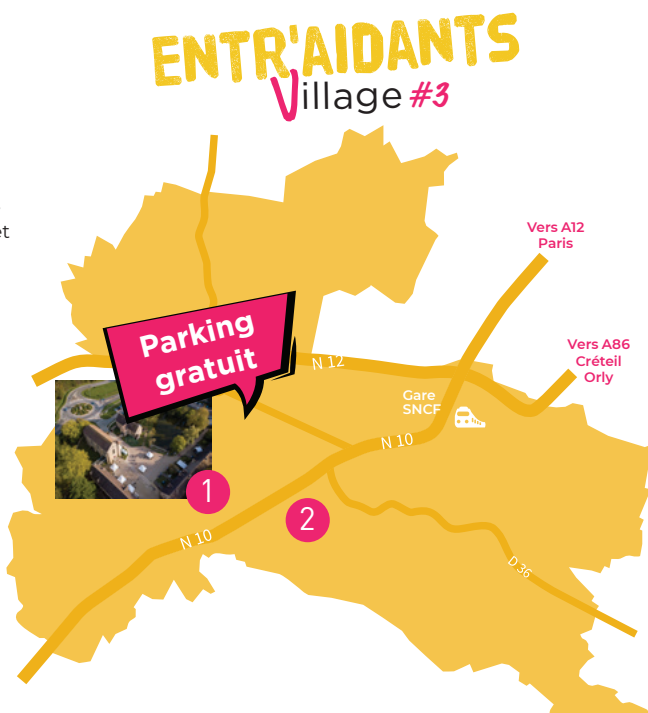 ENTR'AIDANTS
Village #3
et
Vers A12
Paris
Parking
gratuit
N 12
Vers A86
Créteil
Orly
Gare
SNCF
N 10
1
2
N 10
D 36